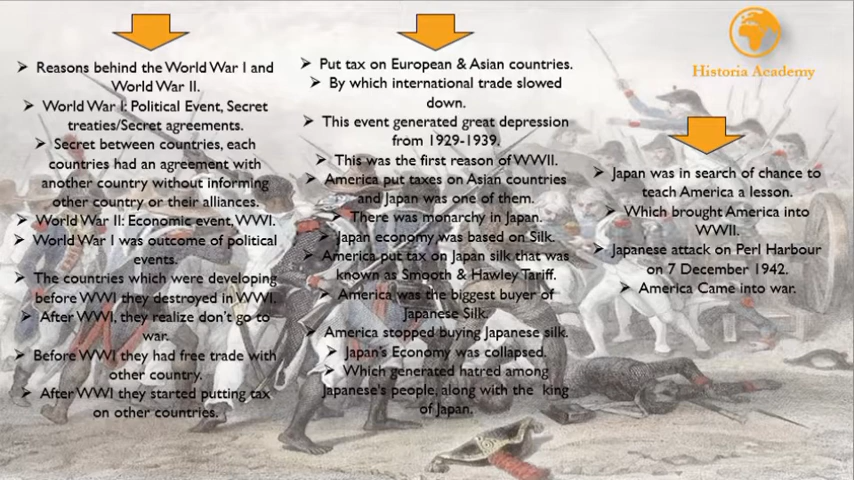 ➢ Reasons behind the World War I and
World War II.
➢ World War I: Political Event, Secret
treaties/Secret agreements.
➢ Secret between countries, each
countries had an agreement with
another country without informing
other country or their alliances.
➢ World War II: Economic event, WWI.
➢ World War I was outcome of political
events.
➢ The countries which were developing
before WWI they destroyed in WWI.
➢ After WWI, they realize don't go to
war.
➢ Before WWI they had free trade with
other country.
➢ After WWI they started putting tax
on other countries.
➢ Put tax on European & Asian countries.
➢ By which international trade slowed
down.
➢ This event generated great depression
from 1929-1939.
➢ This was the first reason of WWII.
➢ America put taxes on Asian countries
and Japan was one of them.
➢ There was monarchy in Japan.
➢ Japan economy was based on Silk.
➢ America put tax on Japan silk that was
known as Smooth & Hawley Tariff.
➢ America was the biggest buyer of
Japanese Silk.
➢ America stopped buying Japanese silk.
➢ Japan's Economy was collapsed.
➢ Which generated hatred among
Japanese's people, along with the king
of Japan.
Historia Academy
➢ Japan was in search of chance to
teach America a lesson.
➢ Which brought America into
WWII.
➢ Japanese attack on Perl Harbour
on 7 December 1942.
➢ America Came into war.